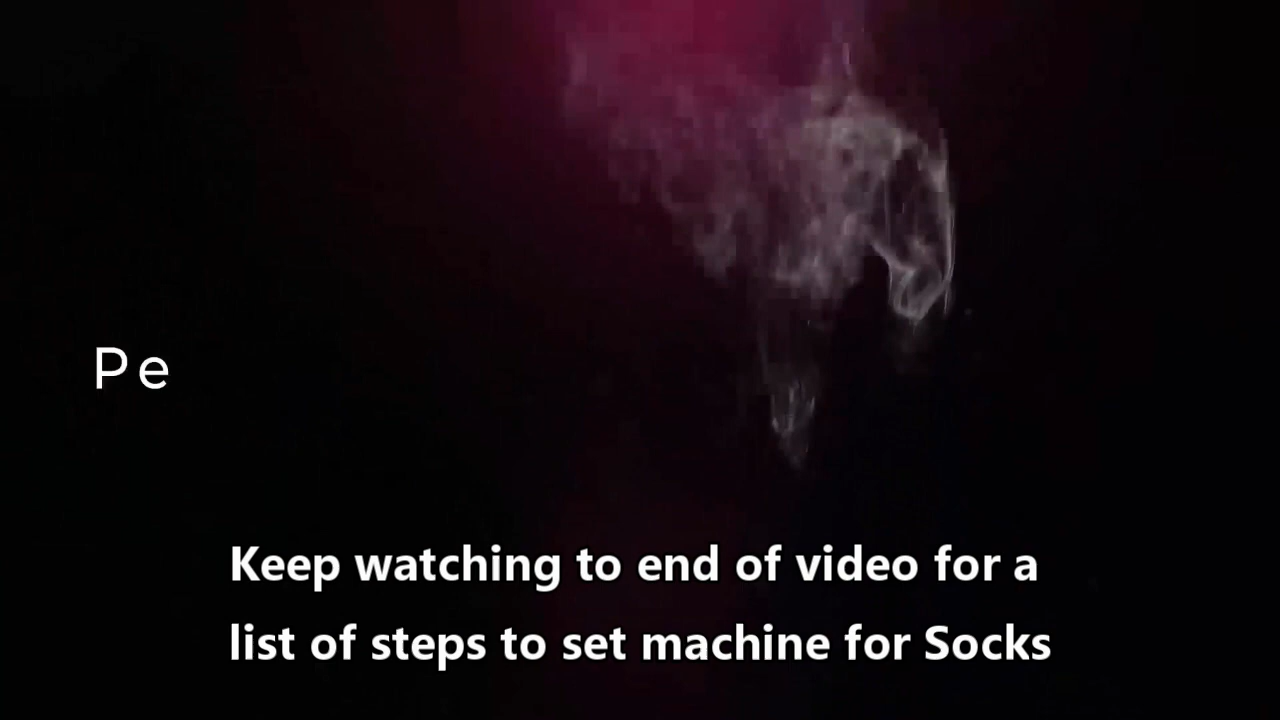 Pe
Keep watching to end of video for a
list of steps to set machine for Socks